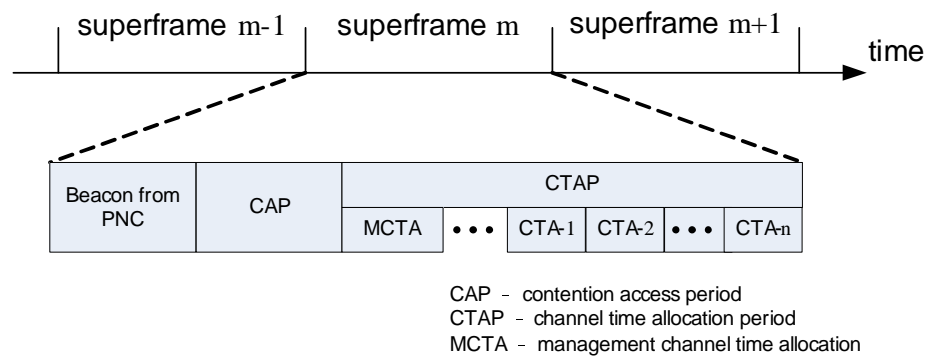 superframe m-1 superframe m superframe m+1
time
Beacon from
PNC
CAP
CTAP
MCTA ••• CTA-1 CTA-2 ••• CTA-n
CAP - contention access period
CTAP - channel time allocation period
MCTA - management channel time allocation